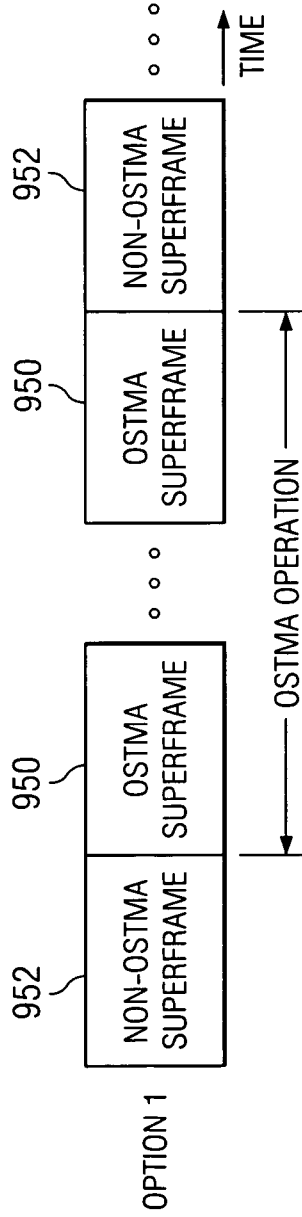 OPTION 1
952
NON-OSTMA
SUPERFRAME
950
OSTMA
SUPERFRAME
950
OSTMA
SUPERFRAME
952
NON-OSTMA
SUPERFRAME
TIME
OSTMA OPERATION